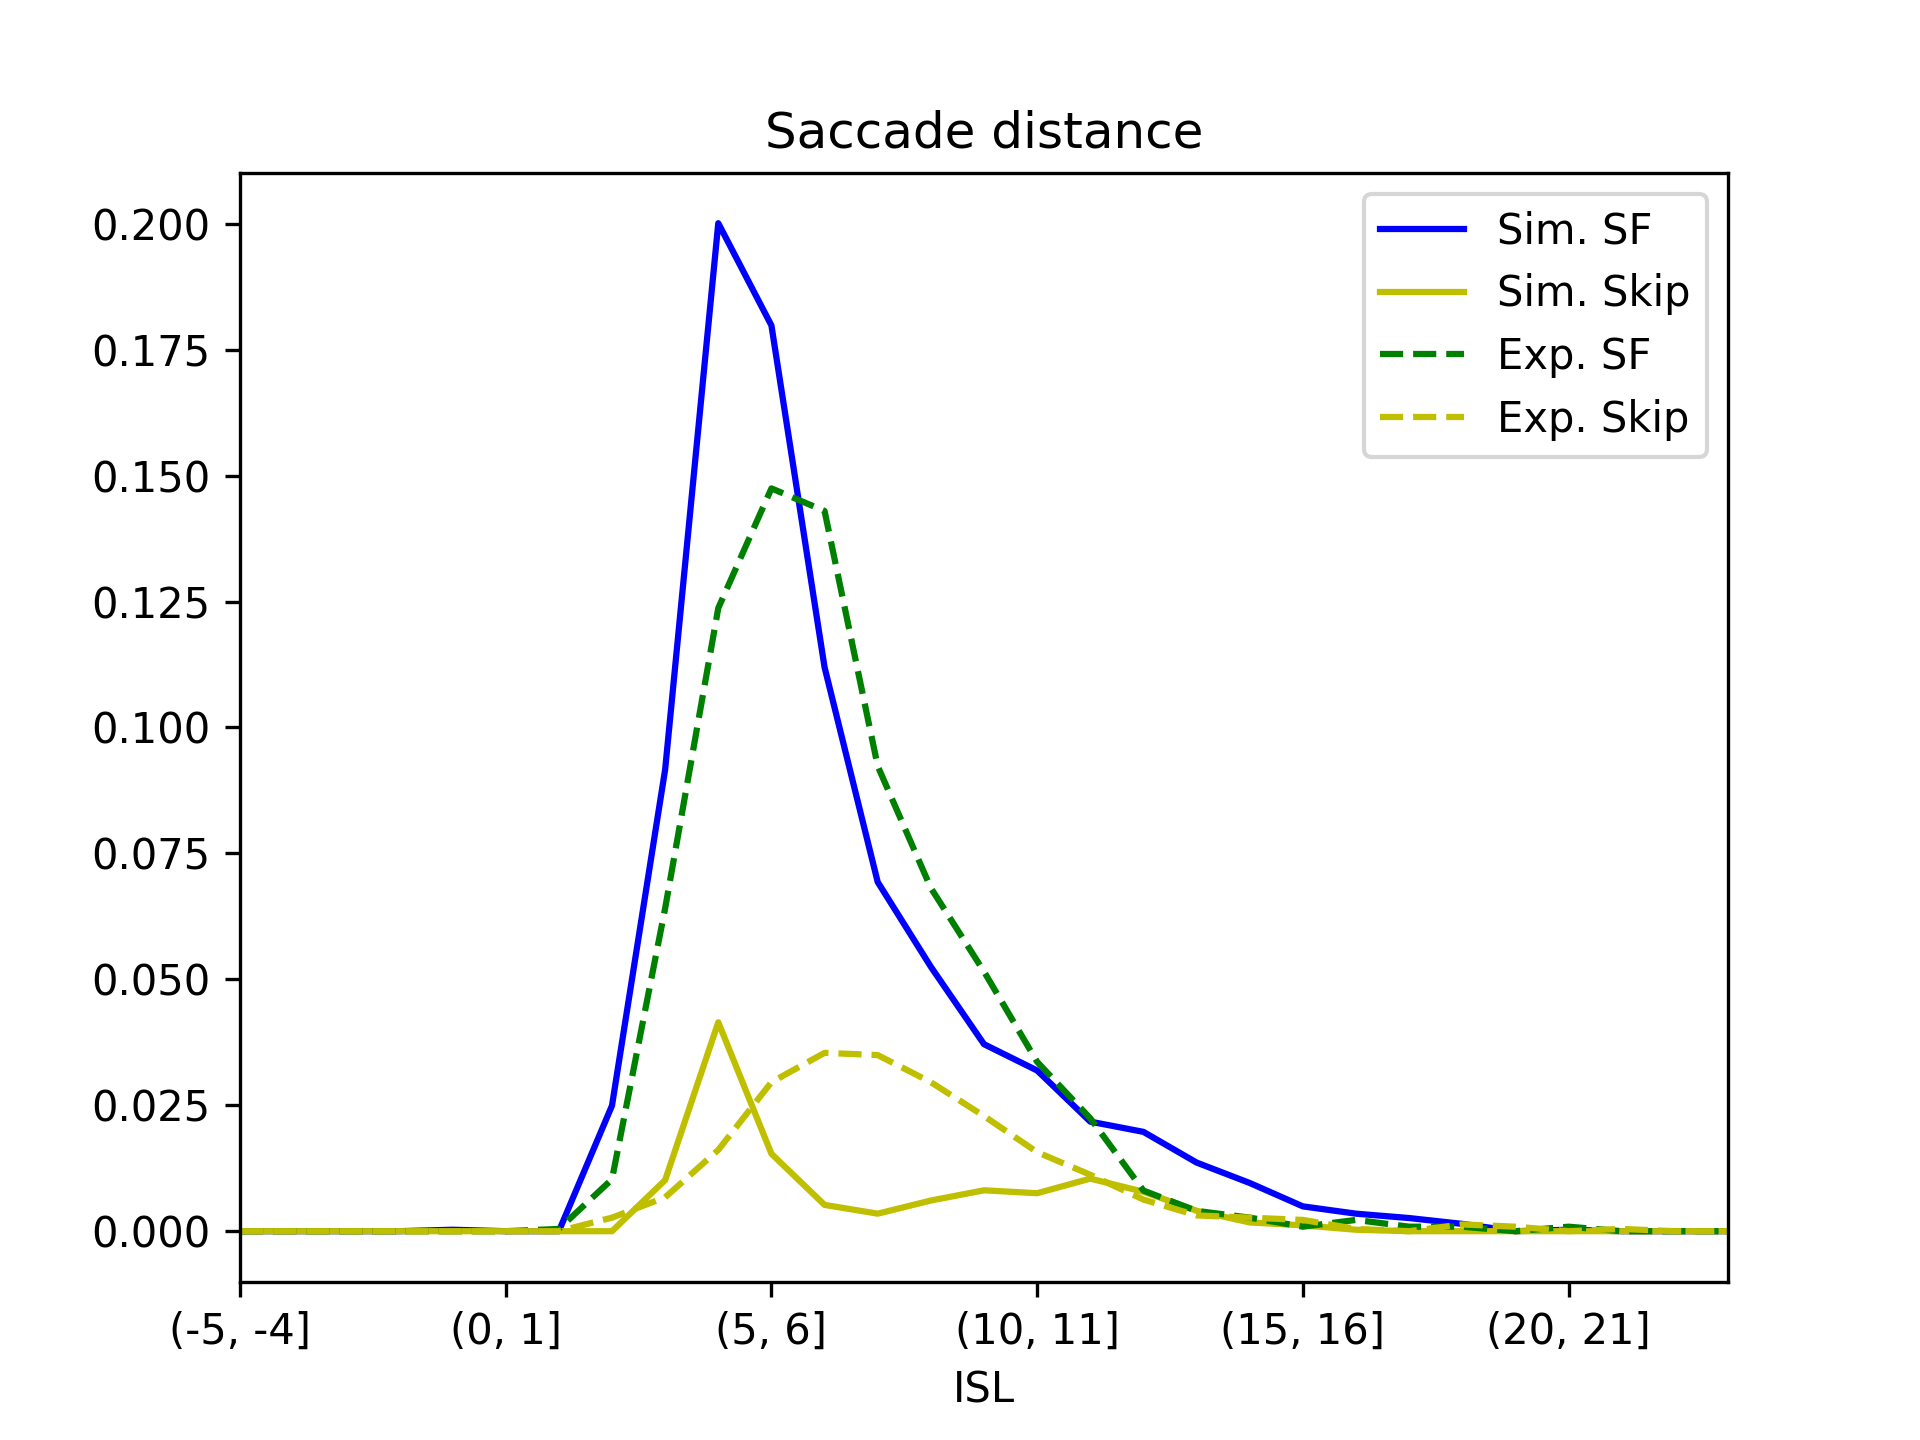 Saccade distance
0.200
0.175
0.150
0.125
0.100
0.075
0.050
0.025
0.000
Sim. SF
Sim. Skip
Exp. SF
Exp. Skip
(-5, -4]
(0, 1]
(5, 6]
(10, 11]
(15, 16]
(20, 21]
ISL